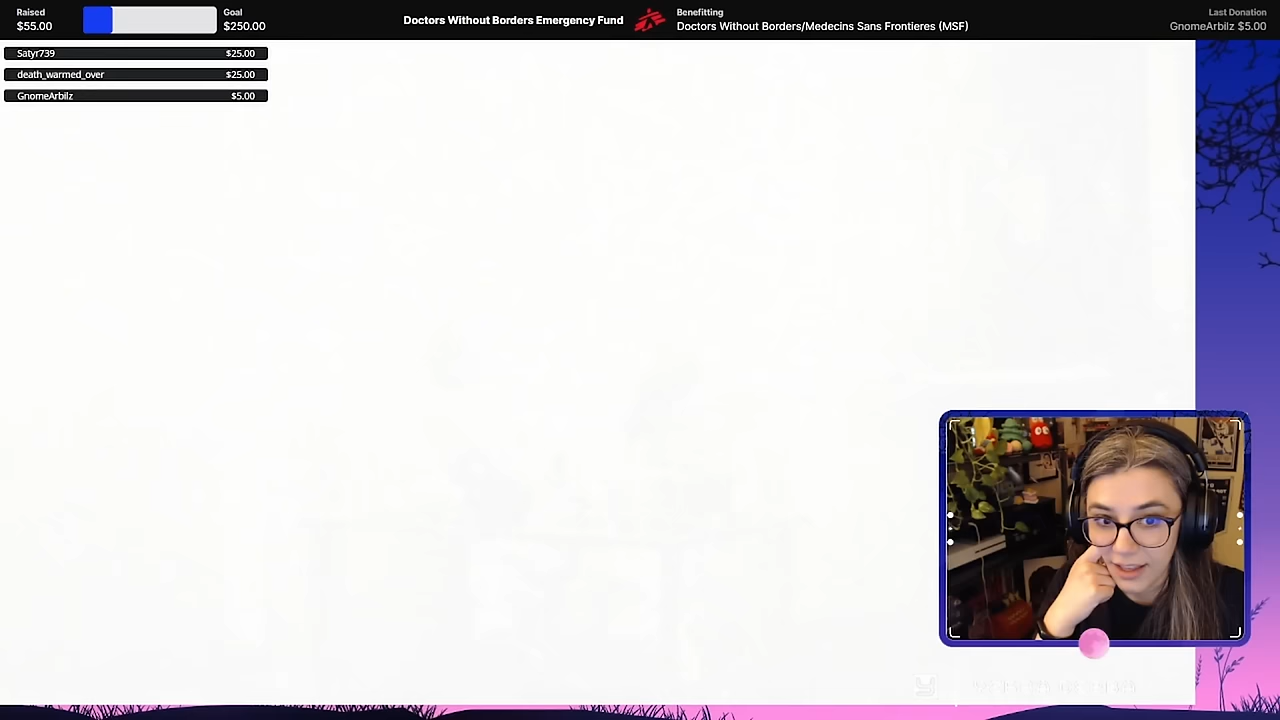 Raised
$55.00
Goal
$250.00
Doctors Without Borders Emergency Fund
Benefitting
Doctors Without Borders/Medecins Sans Frontieres (MSF)
Last Donation
GnomeArbilz $5.00
Satyr739 $25.00
death_warmed_over $25.00
GnomeArbilz $5.00